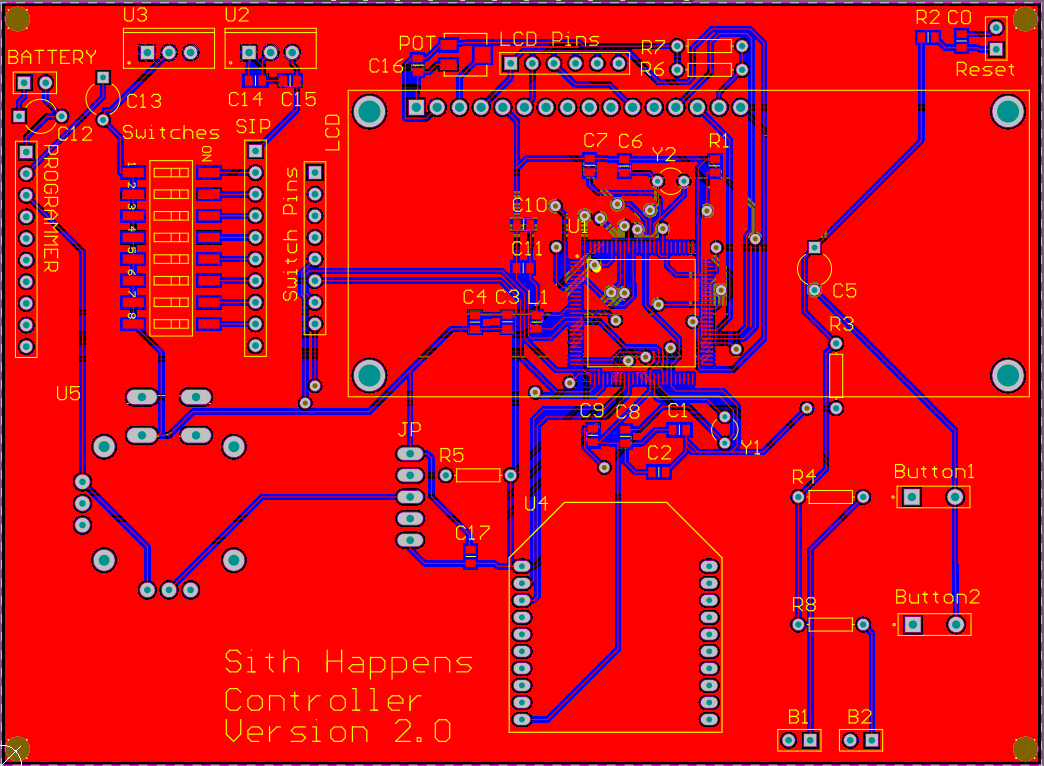 U3
U2
R2 C0
BATTERY
POT
LCD Pins
R7
R6
C16
Reset
C14
C15
C13
C12
Switches
SIP
LCD
ON
PROGRAMMER
1
2
3
4
5
6
7
8
Switch Pins
C7
C6
Y2
R1
C10
U1
C11
C4 C3 L1
C5
R3
U5
C9
C8
C1
Y1
C2
JP
R5
R4
Button1
U4
C17
R8
Button2
Sith Happens
Controller
Version 2.0
B1
B2